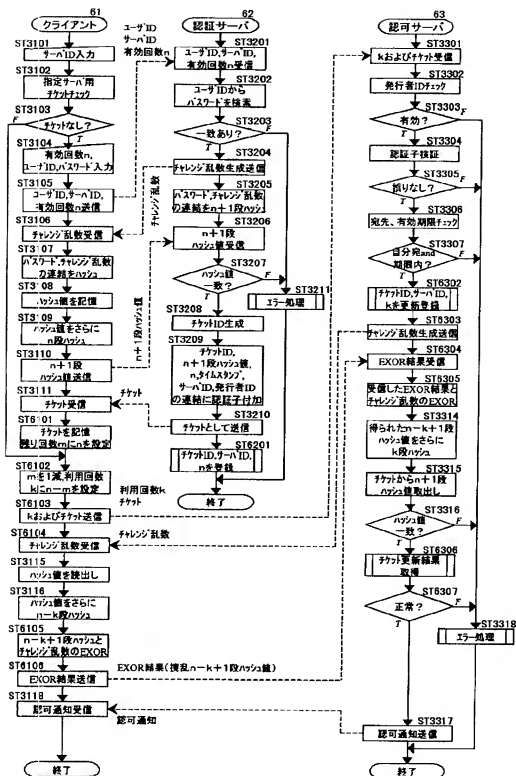 61
クライアント
ST3101
サーバID入力
ST3102
指定サーバ用
チケットチェック
ST3103
チケットなし?
F
T
ST3104
有効回数n,
ユーザID,パスワード入力
ST3105
ユーザID,サーバID,
有効回数n送信
ST3106
チャレンジ乱数受信
ST3107
パスワード,チャレンジ乱数
の連結をハッシュ
ST3108
ハッシュ値を記憶
ST3109
ハッシュ値をさらに
n段ハッシュ
ST3110
n+1段
ハッシュ値送信
ST3111
チケット受信
ST6101
チケットを記憶
残り回数mにnを設定
ST6102
mを1減,利用回数
kにn-mを設定
ST6103
kおよびチケット送信
ST6104
チャレンジ乱数受信
ST3115
ハッシュ値を読出し
ST3116
ハッシュ値をさらに
n-k段ハッシュ
ST6105
n-k+1段ハッシュと
チャレンジ乱数のEXOR
ST6106
EXOR結果送信
ST3118
認可通知受信
終了
ユーザID
サーバID
有効回数n
チャレンジ乱数
n+1段ハッシュ値
チケット
62
認証サーバ
ST3201
ユーザID,サーバID,
有効回数n受信
ST3202
ユーザIDから
パスワードを検索
ST3203
一致あり?
F
T
ST3204
チャレンジ乱数生成送信
ST3205
パスワード,チャレンジ乱数
の連結をn+1段ハッシュ
ST3206
n+1段
ハッシュ値受信
ST3207
ハッシュ値
一致?
F
T
ST3211
エラー処理
ST3208
チケットID生成
ST3209
チケットID,
n+1段ハッシュ値,
n,タイムスタンプ,
サーバID,発行者ID
の連結に認証子付加
ST3210
チケットとして送信
ST6201
チケットID,サーバID,
nを登録
終了
利用回数k
チケット
チャレンジ乱数
EXOR結果(攪乱n-k+1段ハッシュ値)
認可通知
63
認可サーバ
ST3301
kおよびチケット受信
ST3302
発行者IDチェック
ST3303
有効?
F
T
ST3304
認証子検証
ST3305
誤りなし?
F
T
ST3306
宛先、有効期限チェック
ST3307
自分宛and
期限内?
F
T
ST6302
チケットID,サーバID,
kを更新登録
ST6303
チャレンジ乱数生成送信
ST6304
EXOR結果受信
ST6305
受信したEXOR結果と
チャレンジ乱数のEXOR
ST3314
得られたn-k+1段
ハッシュ値をさらに
k段ハッシュ
ST3315
チケットからn+1段
ハッシュ値取出し
ST3316
ハッシュ値
一致?
F
T
ST6306
チケット更新結果
取得
ST6307
正常?
F
T
ST3318
エラー処理
ST3317
認可通知送信
終了